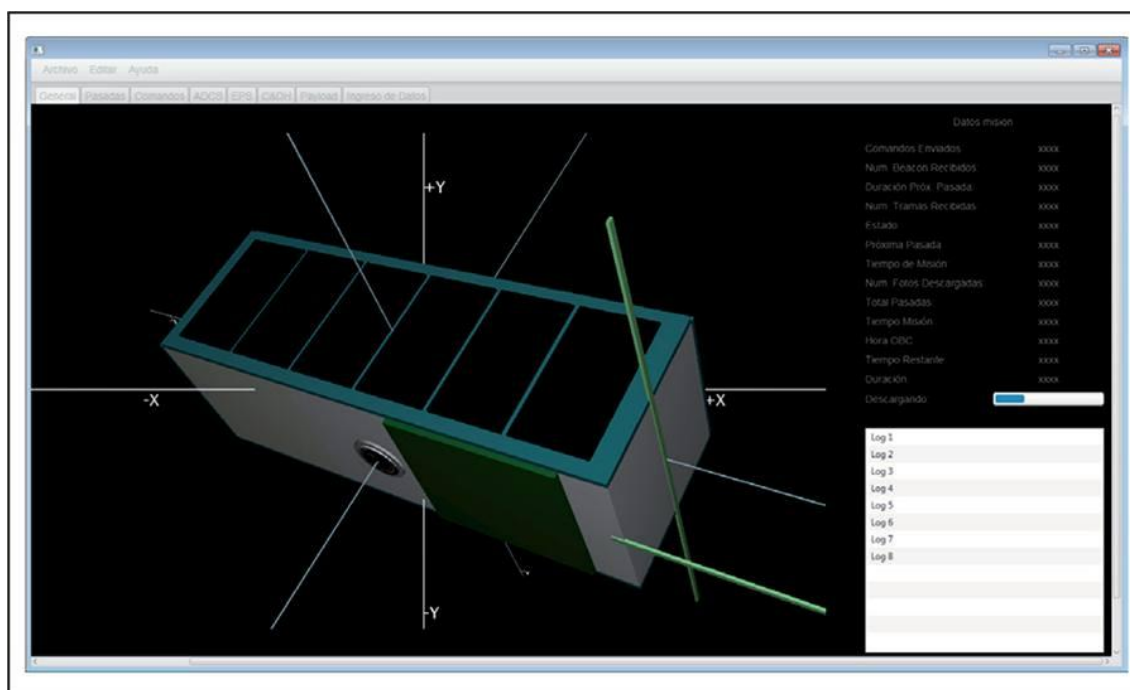 Archivo Editar Ayuda
General Pasadas Comandos ADCS EPS C&DH Payload Ingreso de Datos
Datos mision
Comandos Enviados xxxx
Num. Beacon Recibidos: xxxx
Duración Próx. Pasada: xxxx
Num. Tramas Recibidas: xxxx
Estado xxxx
Próxima Pasada xxxx
Tiempo de Misión xxxx
Num. Fotos Descargadas: xxxx
Total Pasadas: xxxx
Tiempo Misión: xxxx
Hora OBC xxxx
Tiempo Restante xxxx
Duración xxxx
Descargando
+Y
-X
+X
-Y
Log 1
Log 2
Log 3
Log 4
Log 5
Log 6
Log 7
Log 8